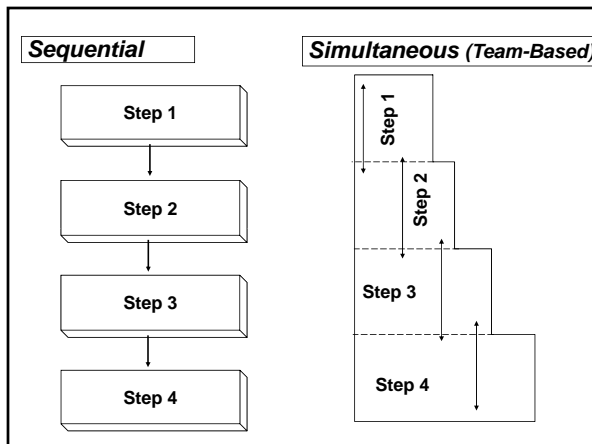 Sequential
Simultaneous (Team-Based)
Step 1
Step 2
Step 3
Step 4
Step 1
Step 2
Step 3
Step 4